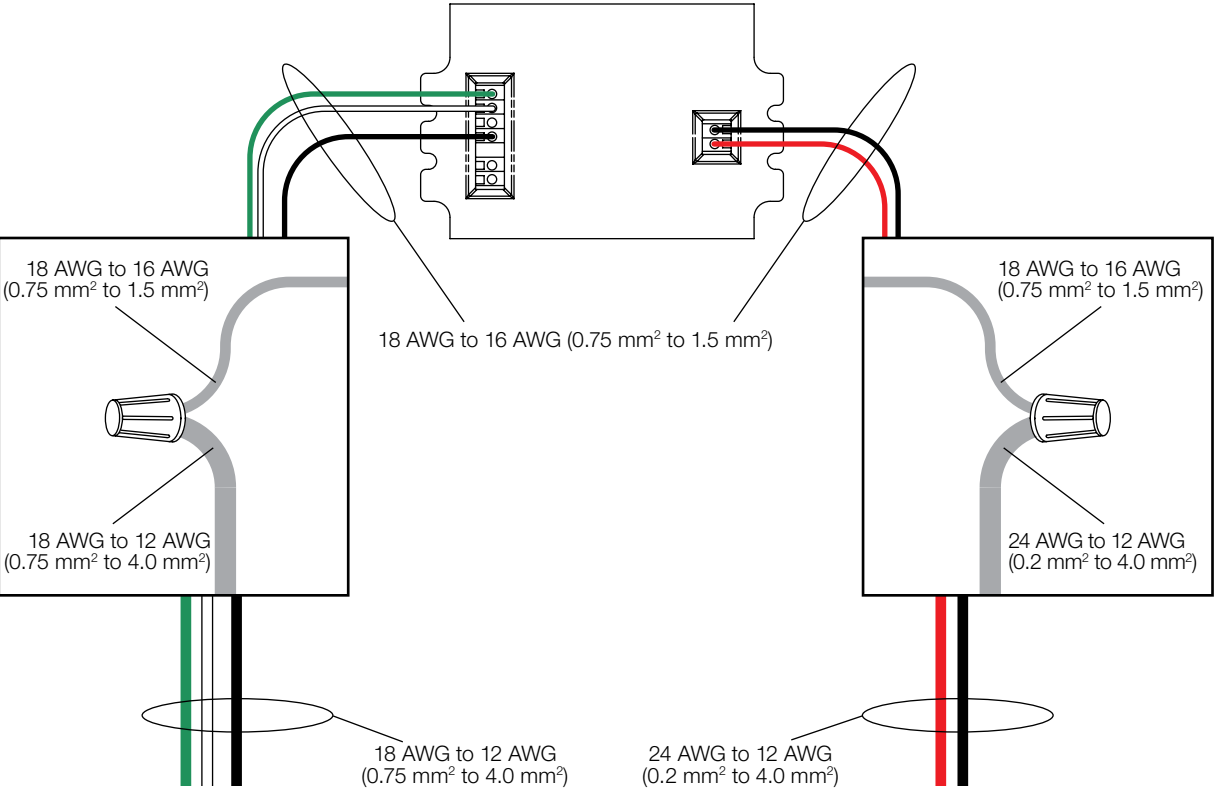 18 AWG to 16 AWG
(0.75 mm² to 1.5 mm²)
18 AWG to 16 AWG
(0.75 mm² to 1.5 mm²)
18 AWG to 16 AWG (0.75 mm² to 1.5 mm²)
18 AWG to 12 AWG
(0.75 mm² to 4.0 mm²)
24 AWG to 12 AWG
(0.2 mm² to 4.0 mm²)
18 AWG to 12 AWG
(0.75 mm² to 4.0 mm²)
24 AWG to 12 AWG
(0.2 mm² to 4.0 mm²)